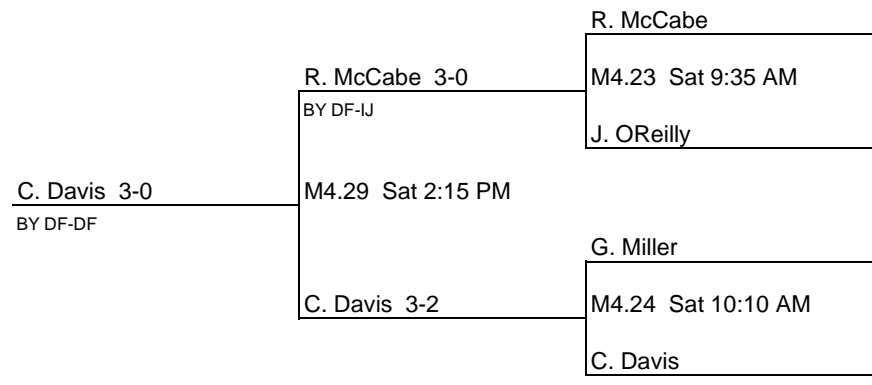 R. McCabe
R. McCabe 3-0
M4.23 Sat 9:35 AM
BY DF-IJ
J. OReilly
C. Davis 3-0
M4.29 Sat 2:15 PM
BY DF-DF
G. Miller
C. Davis 3-2
M4.24 Sat 10:10 AM
C. Davis